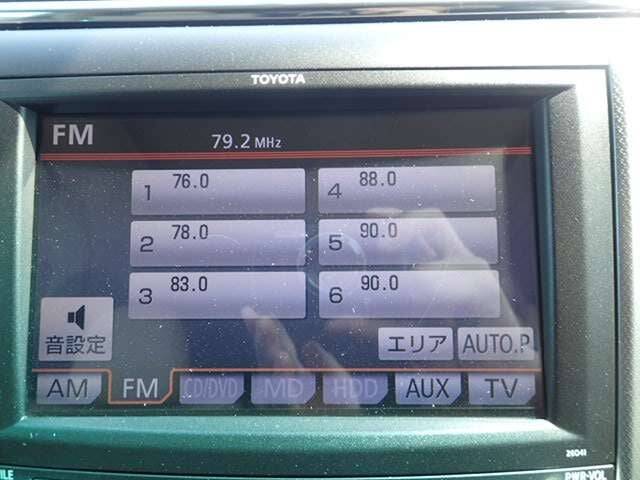 TOYOTA
FM
79.2 MHz
1 76.0
4 88.0
2 78.0
5 90.0
3 83.0
6 90.0
音設定
エリア
AUTO.P
AM
FM
CD/DVD
MD
HDD
AUX
TV
PWR·VOL